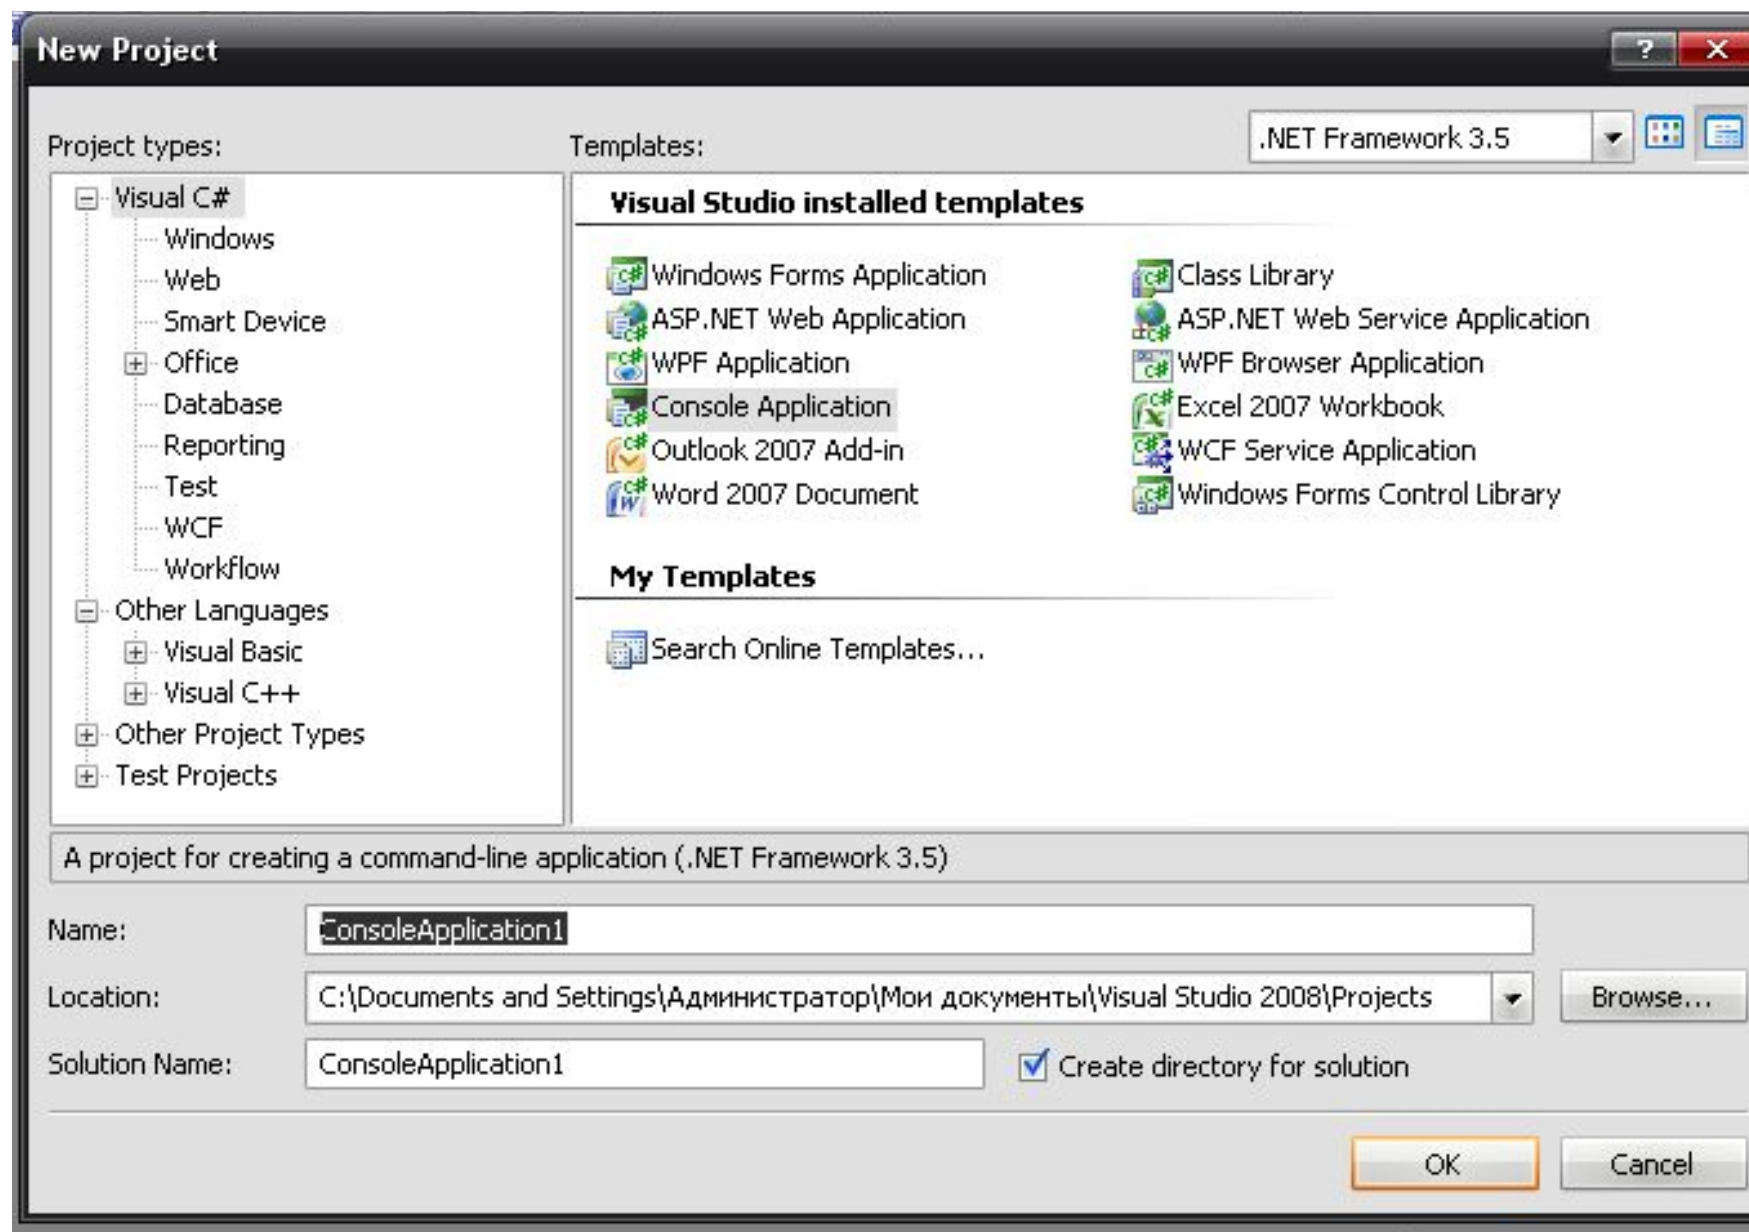 New Project
Project types:
Templates:
.NET Framework 3.5
Visual C#
Windows
Web
Smart Device
Office
Database
Reporting
Test
WCF
Workflow
Other Languages
Visual Basic
Visual C++
Other Project Types
Test Projects
Visual Studio installed templates
Windows Forms Application
Class Library
ASP.NET Web Application
ASP.NET Web Service Application
WPF Application
WPF Browser Application
Console Application
Excel 2007 Workbook
Outlook 2007 Add-in
WCF Service Application
Word 2007 Document
Windows Forms Control Library
My Templates
Search Online Templates...
A project for creating a command-line application (.NET Framework 3.5)
Name:
ConsoleApplication1
Location:
C:\Documents and Settings\Администратор\Мои документы\Visual Studio 2008\Projects
Browse...
Solution Name:
ConsoleApplication1
Create directory for solution
OK
Cancel